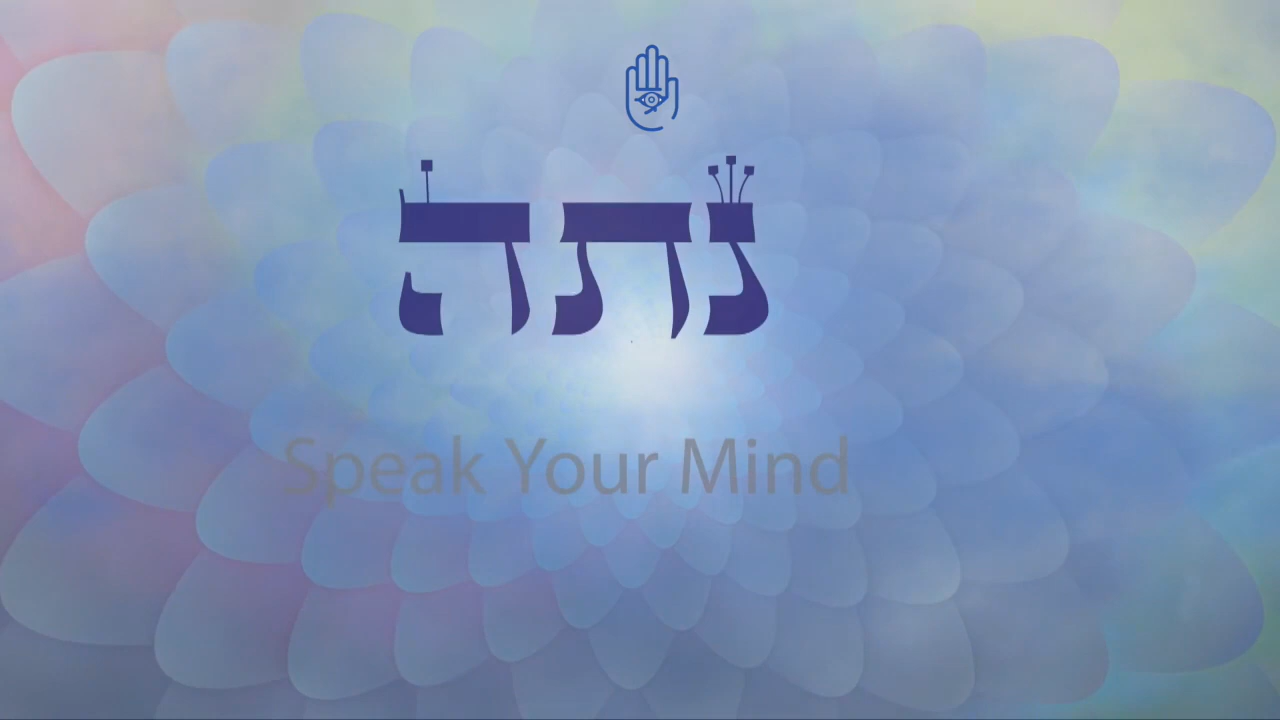 נתה
Speak Your Mind